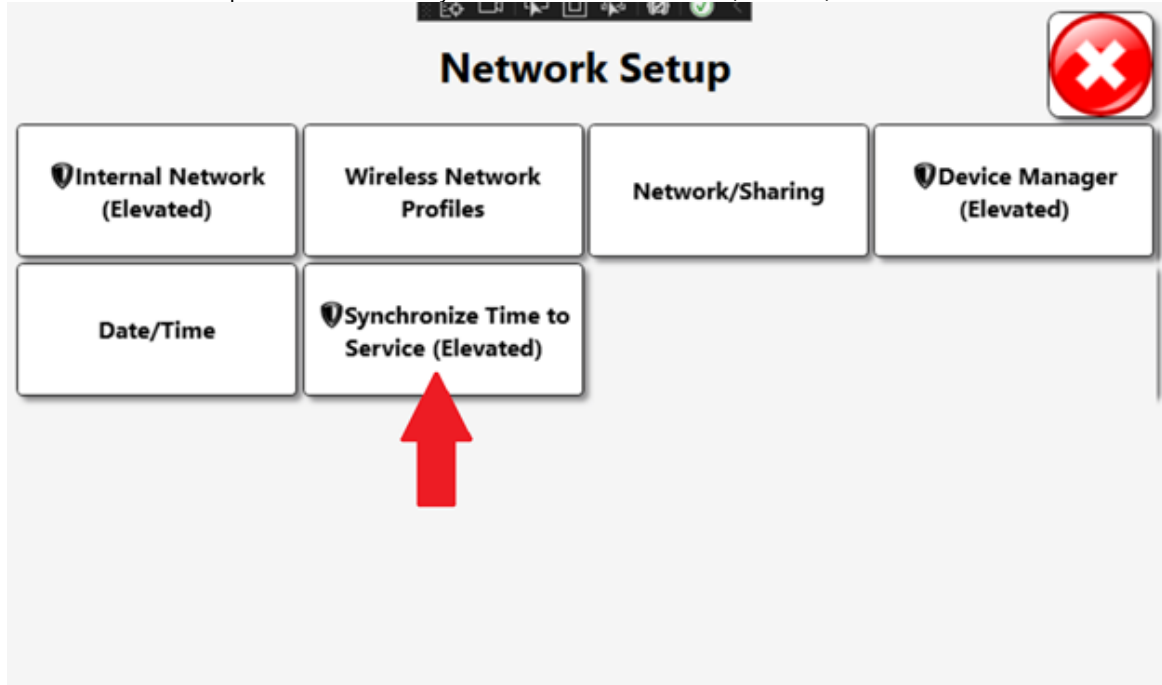 Network Setup
Internal Network
(Elevated)
Wireless Network
Profiles
Network/Sharing
Device Manager
(Elevated)
Date/Time
Synchronize Time to
Service (Elevated)